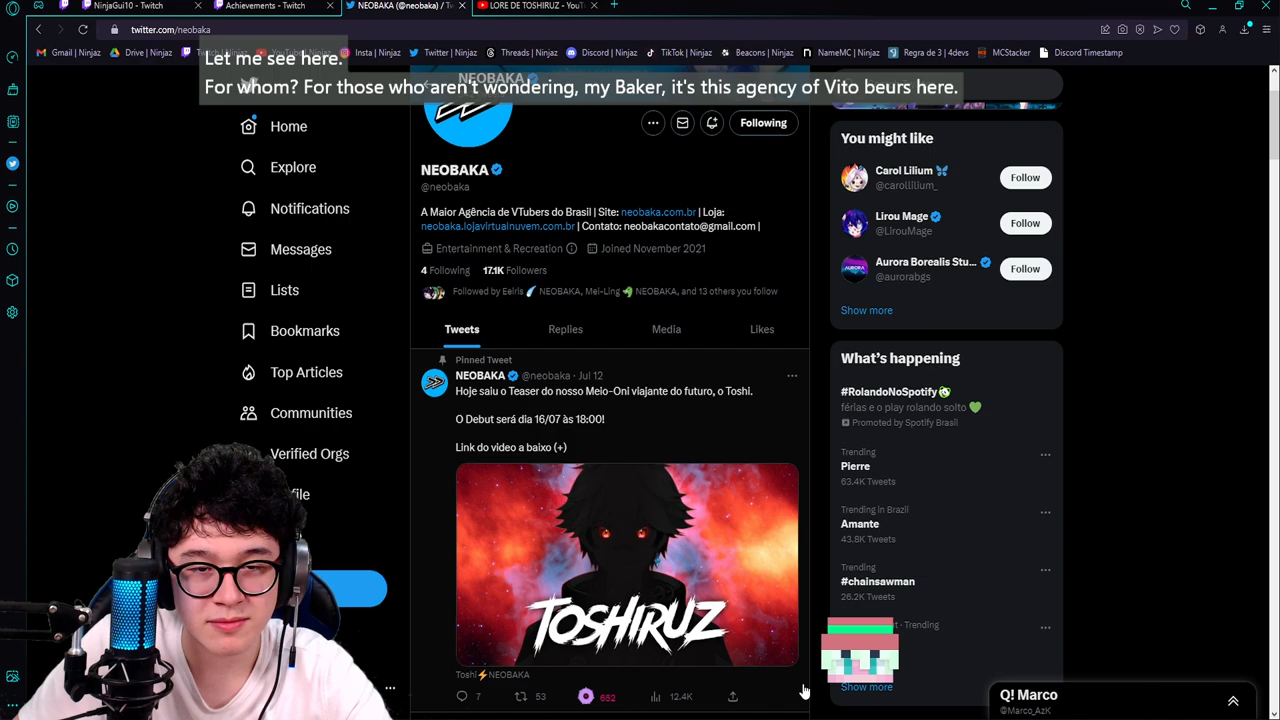 NinjaGui10 - Twitch
Achievements - Twitch
NEOBAKA (@neobaka) / Tw
LORE DE TOSHIRUZ - YouT
twitter.com/neobaka
Gmail | Ninjaz
Drive | Ninjaz
Twitch | Ninjaz
YouTube | Ninjaz
Insta | Ninjaz
Twitter | Ninjaz
Threads | Ninjaz
Discord | Ninjaz
TikTok | Ninjaz
Beacons | Ninjaz
NameMC | Ninjaz
Regra de 3 | 4devs
MCStacker
Discord Timestamp
Let me see here.
For whom? For those who aren't wondering, my Baker, it's this agency of Vito beurs here.
Home
Explore
Notifications
Messages
Lists
Bookmarks
Top Articles
Communities
Verified Orgs
NEOBAKA
Following
NEOBAKA
@neobaka
A Maior Agência de VTubers do Brasil | Site: neobaka.com.br | Loja:
neobaka.lojavirtualnuvem.com.br | Contato: neobakacontato@gmail.com |
Entertainment & Recreation
Joined November 2021
4 Following 17.1K Followers
Followed by Eeiris NEOBAKA, Mei-Ling NEOBAKA, and 13 others you follow
Tweets
Replies
Media
Likes
Pinned Tweet
NEOBAKA @neobaka · Jul 12
Hoje saiu o Teaser do nosso Meio-Oni viajante do futuro, o Toshi.
O Debut será dia 16/07 às 18:00!
Link do video a baixo (+)
TOSHIRUZ
Toshi⚡NEOBAKA
7
53
652
12.4K
You might like
Carol Lilium
@carollilium_
Follow
Lirou Mage
@LirouMage
Follow
Aurora Borealis Stu...
@aurorabgs
Follow
Show more
What's happening
#RolandoNoSpotify
férias e o play rolando solto 💚
Promoted by Spotify Brasil
Trending
Pierre
63.4K Tweets
Trending in Brazil
Amante
43.8K Tweets
Trending
#chainsawman
26.2K Tweets
· Trending
Show more
Q! Marco
@Marco_AzK